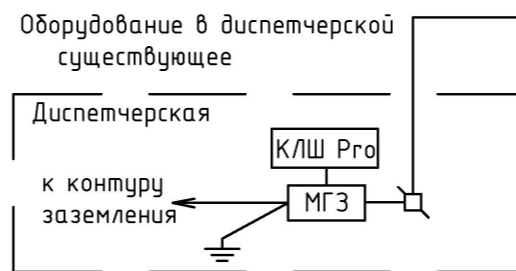 Оборудование в диспетчерской
существующее
Диспетчерская
КЛШ Pro
к контуру
заземления
МГЗ